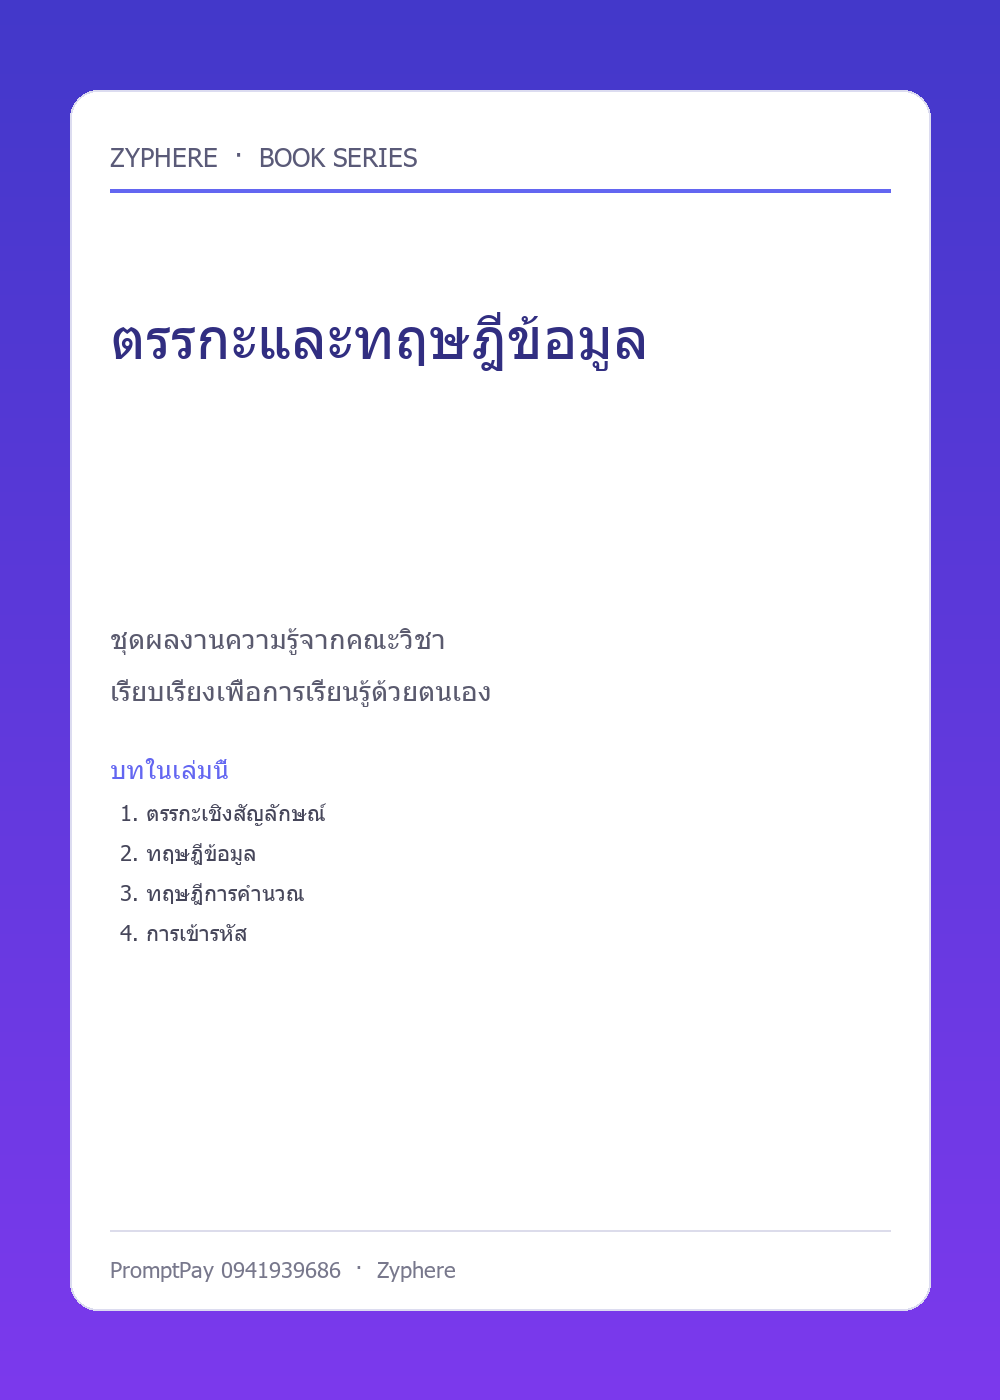 ZYPHERE · BOOK SERIES
ตรรกะและทฤษฎีข้อมูล
ชุดผลงานความรู้จากคณะวิชา
เรียบเรียงเพื่อการเรียนรู้ด้วยตนเอง
บทในเล่มนี้
1. ตรรกะเชิงสัญลักษณ์
2. ทฤษฎีข้อมูล
3. ทฤษฎีการคำนวณ
4. การเข้ารหัส
PromptPay 0941939686 · Zyphere